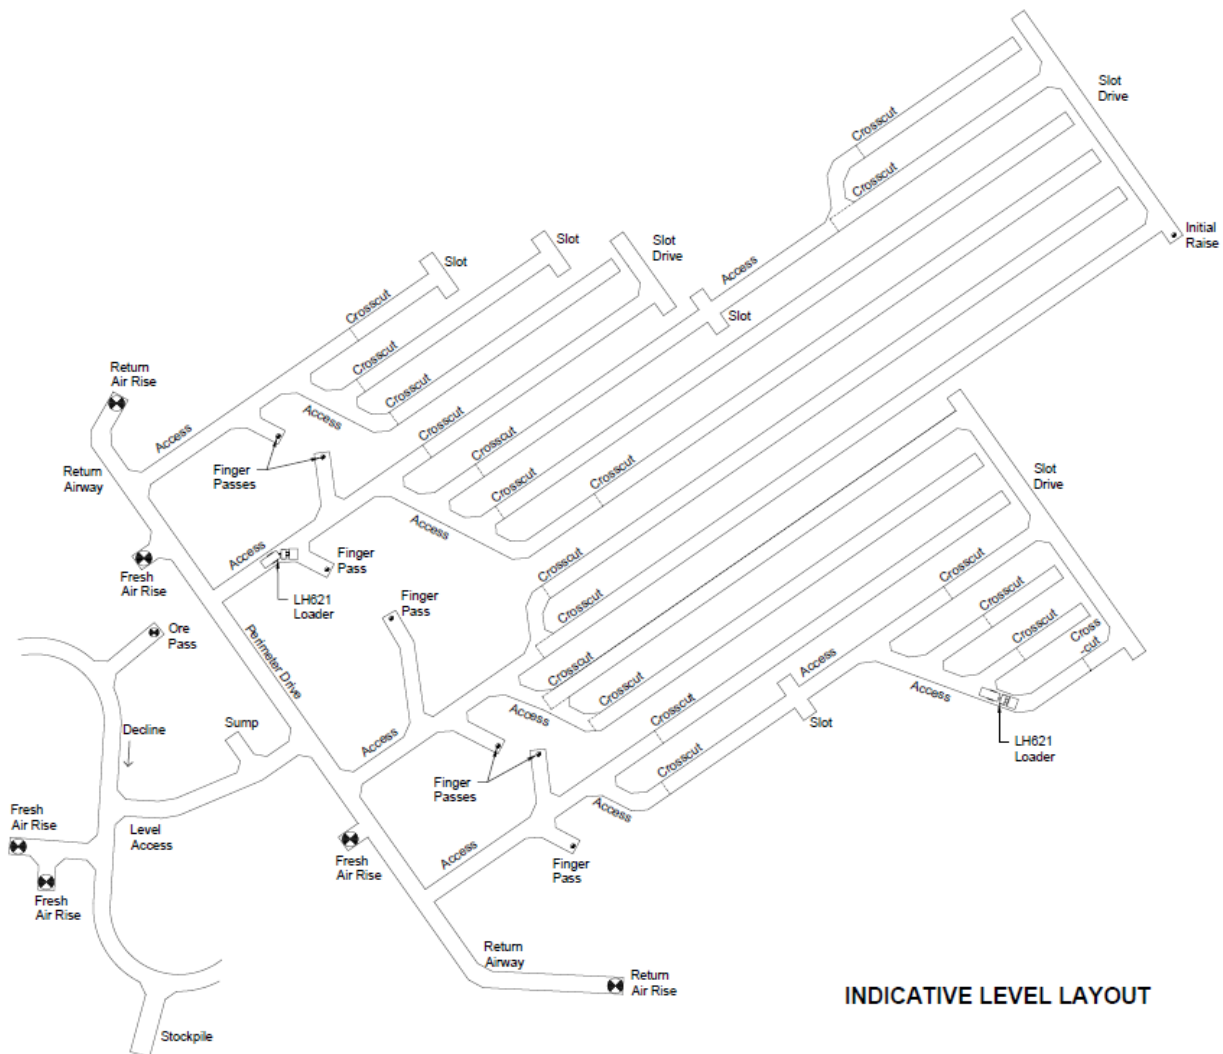 Slot
Drive
Crosscut
Crosscut
Initial
Raise
Slot
Slot
Slot
Drive
Access
Crosscut
Slot
Return
Air Rise
Crosscut
Crosscut
Access
Access
Crosscut
Crosscut
Crosscut
Crosscut
Return
Airway
Finger
Passes
Slot
Drive
Access
Access
Finger
Pass
Fresh
Air Rise
LH621
Loader
Finger
Pass
Crosscut
Crosscut
Crosscut
Crosscut
Crosscut
Crosscut
Cross
-cut
Ore
Pass
Perimeter Drive
Access
Access
Decline
Sump
Access
Access
Crosscut
Crosscut
Slot
LH621
Loader
Finger
Passes
Access
Fresh
Air Rise
Level
Access
Fresh
Air Rise
Access
Finger
Pass
Fresh
Air Rise
Return
Airway
Return
Air Rise
INDICATIVE LEVEL LAYOUT
Stockpile